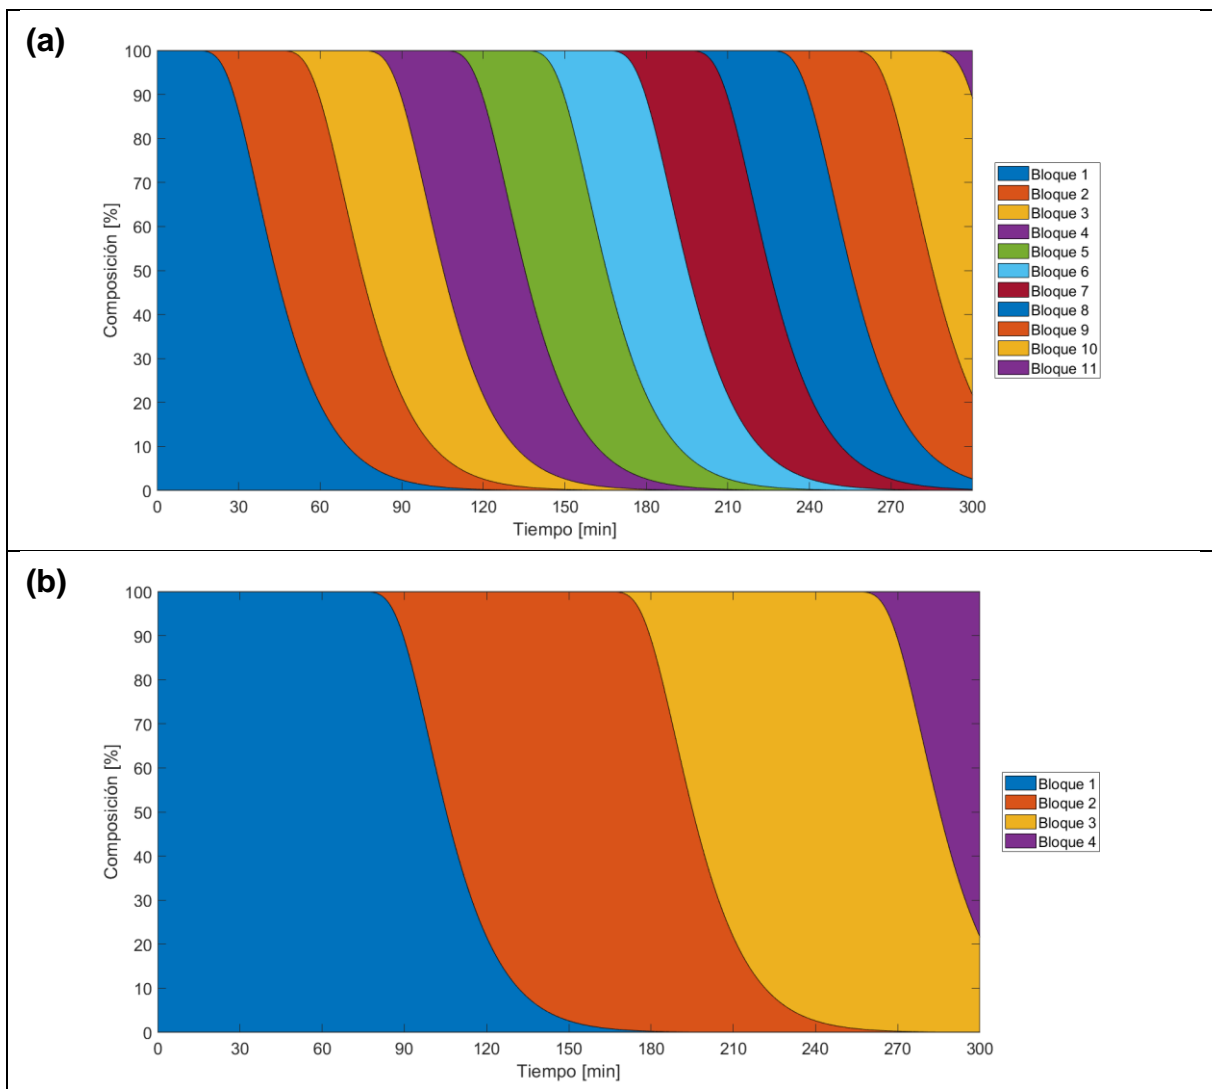 (a)
100
90
80
70
60
50
40
30
20
10
0
Composición [%]
0 30 60 90 120 150 180 210 240 270 300
Tiempo [min]
Bloque 1
Bloque 2
Bloque 3
Bloque 4
Bloque 5
Bloque 6
Bloque 7
Bloque 8
Bloque 9
Bloque 10
Bloque 11
(b)
100
90
80
70
60
50
40
30
20
10
0
Composición [%]
0 30 60 90 120 150 180 210 240 270 300
Tiempo [min]
Bloque 1
Bloque 2
Bloque 3
Bloque 4